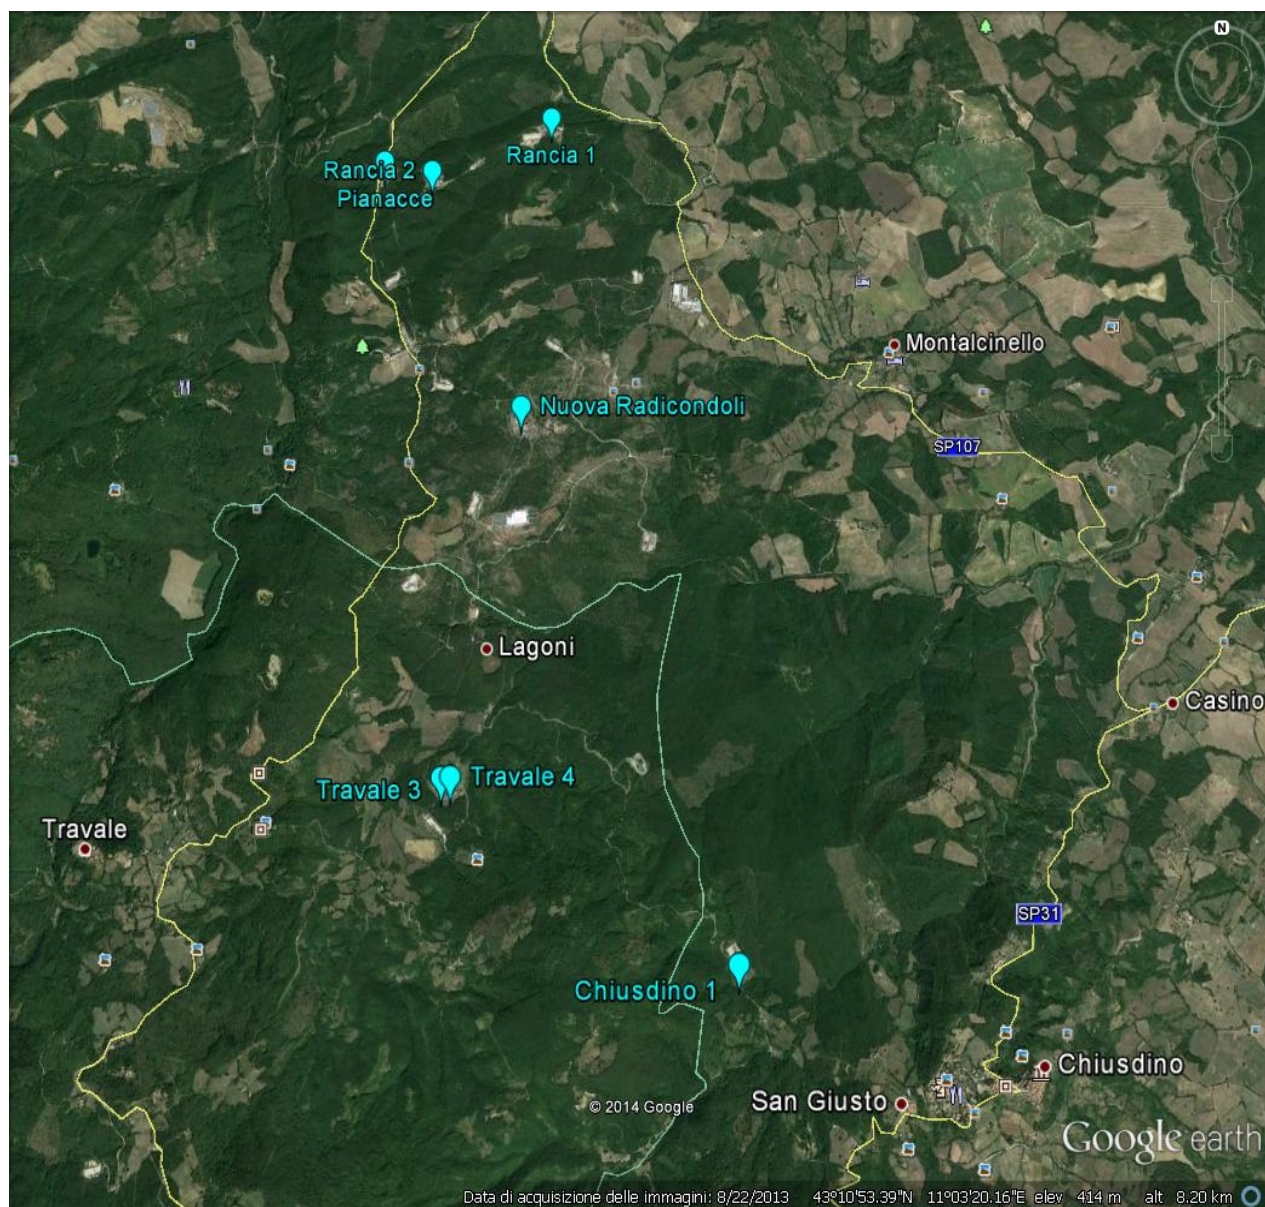 N
Rancia 1
Rancia 2
Pianacce
Montalcinello
Nuova Radicondoli
SP107
Lagoni
Casino
Travale 3
Travale 4
Travale
SP31
Chiusdino 1
Chiusdino
San Giusto
© 2014 Google
Google earth
Data di acquisizione delle immagini: 8/22/2013 43°10'53.39"N 11°03'20.16"E elev 414 m alt 8.20 km